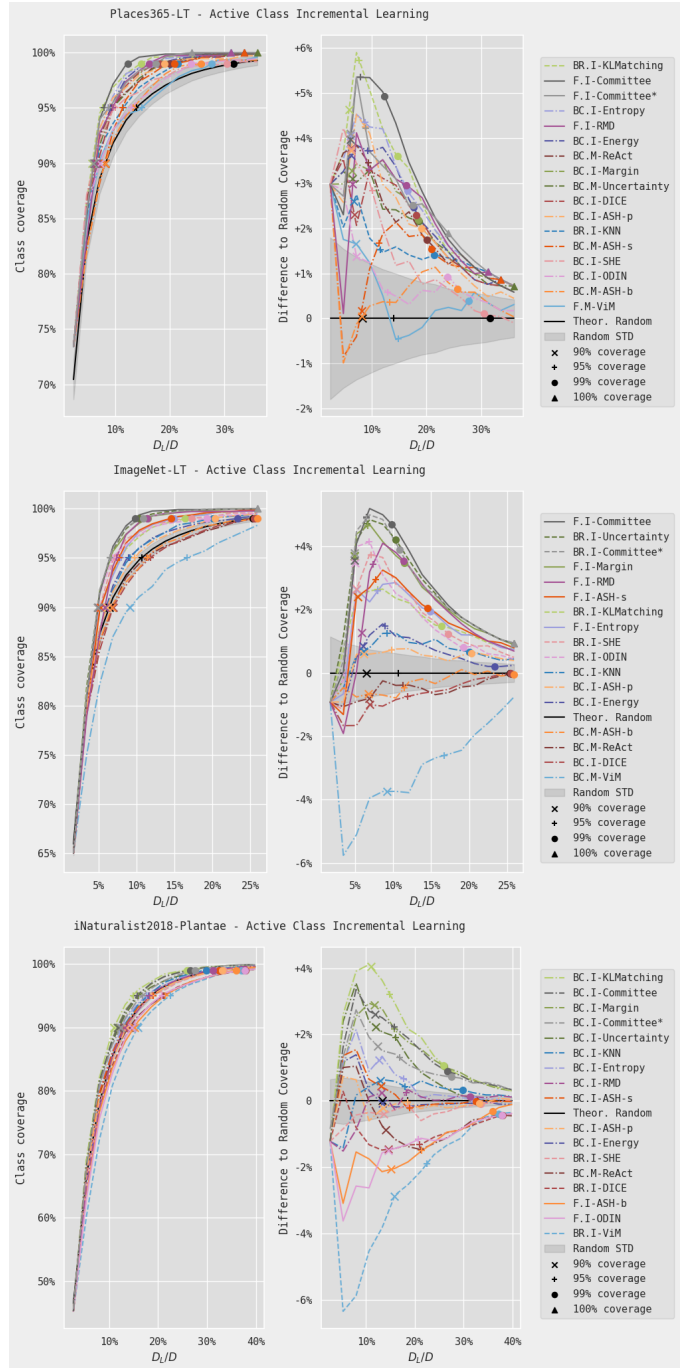 Places365-LT - Active Class Incremental Learning
100%
95%
90%
85%
80%
75%
70%
Class coverage
10%
20%
30%
D_L/D
+6%
+5%
+4%
+3%
+2%
+1%
0
-1%
-2%
Difference to Random Coverage
10%
20%
30%
D_L/D
BR.I-KLMatching
F.I-Committee
F.I-Committee*
BC.I-Entropy
F.I-RMD
BC.I-Energy
BC.M-ReAct
BC.I-Margin
BC.M-Uncertainty
BC.I-DICE
BC.I-ASH-p
BR.I-KNN
BC.M-ASH-s
BC.I-SHE
BC.I-ODIN
BC.M-ASH-b
F.M-ViM
Theor. Random
Random STD
90% coverage
95% coverage
99% coverage
100% coverage
ImageNet-LT - Active Class Incremental Learning
100%
95%
90%
85%
80%
75%
70%
65%
Class coverage
5%
10%
15%
20%
25%
D_L/D
+4%
+2%
0
-2%
-4%
-6%
Difference to Random Coverage
5%
10%
15%
20%
25%
D_L/D
F.I-Committee
BR.I-Uncertainty
BR.I-Committee*
F.I-Margin
F.I-RMD
F.I-ASH-s
BR.I-KLMatching
F.I-Entropy
BR.I-SHE
BR.I-ODIN
BC.I-KNN
BC.I-ASH-p
BC.I-Energy
Theor. Random
BC.M-ASH-b
BC.M-ReAct
BC.I-DICE
BC.M-ViM
Random STD
90% coverage
95% coverage
99% coverage
100% coverage
iNaturalist2018-Plantae - Active Class Incremental Learning
100%
90%
80%
70%
60%
50%
Class coverage
10%
20%
30%
40%
D_L/D
+4%
+2%
0
-2%
-4%
-6%
Difference to Random Coverage
10%
20%
30%
40%
D_L/D
BC.I-KLMatching
BC.I-Committee
BC.I-Margin
BC.I-Committee*
BC.I-Uncertainty
BC.I-KNN
BC.I-Entropy
BC.I-RMD
BC.I-ASH-s
Theor. Random
BC.I-ASH-p
BC.I-Energy
BR.I-SHE
BC.M-ReAct
BR.I-DICE
F.I-ASH-b
F.I-ODIN
BR.I-ViM
Random STD
90% coverage
95% coverage
99% coverage
100% coverage